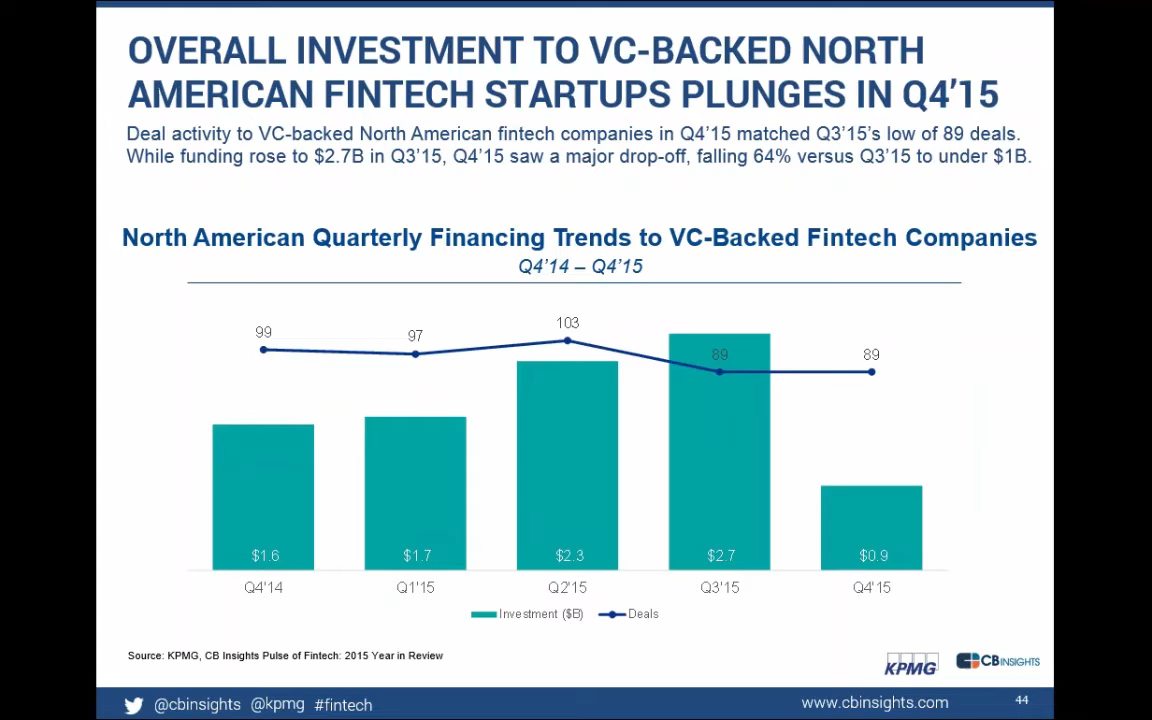 OVERALL INVESTMENT TO VC-BACKED NORTH
AMERICAN FINTECH STARTUPS PLUNGES IN Q4’15
Deal activity to VC-backed North American fintech companies in Q4’15 matched Q3’15’s low of 89 deals.
While funding rose to $2.7B in Q3’15, Q4’15 saw a major drop-off, falling 64% versus Q3’15 to under $1B.
North American Quarterly Financing Trends to VC-Backed Fintech Companies
Q4’14 – Q4’15
99 97 103 89 89
$1.6 $1.7 $2.3 $2.7 $0.9
Q4'14 Q1'15 Q2'15 Q3'15 Q4'15
Investment ($B) Deals
Source: KPMG, CB Insights Pulse of Fintech: 2015 Year in Review
KPMG CBINSIGHTS
@cbinsights @kpmg #fintech www.cbinsights.com 44